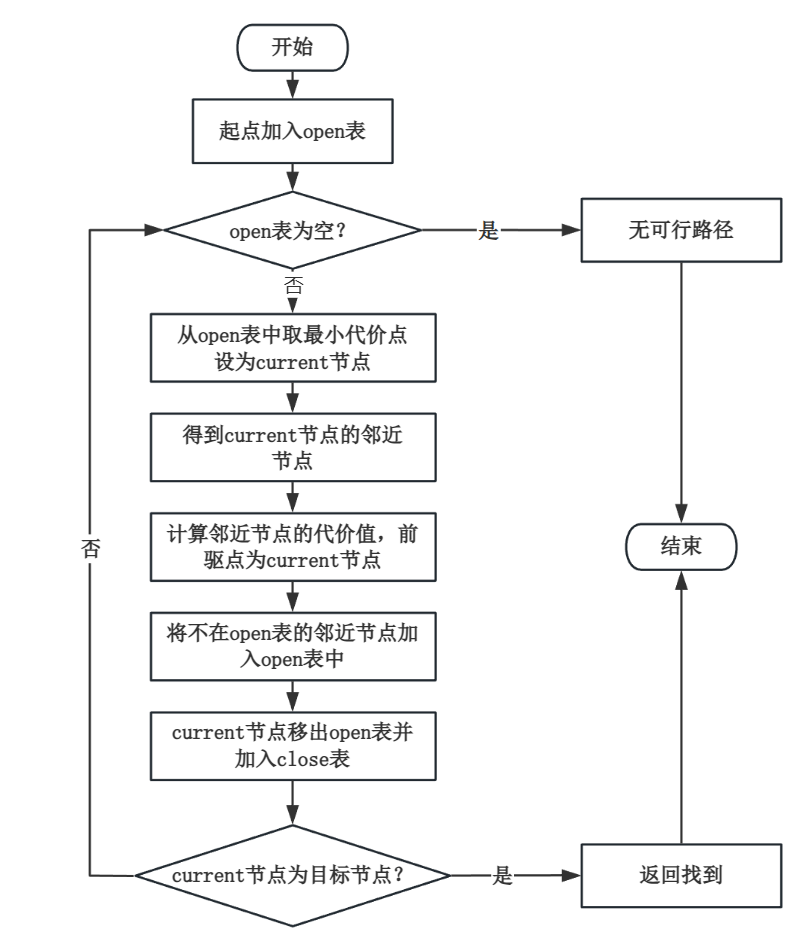 开始
起点加入open表
open表为空？
是
无可行路径
否
从open表中取最小代价点
设为current节点
得到current节点的邻近
节点
计算邻近节点的代价值，前
驱点为current节点
否
结束
将不在open表的邻近节点加
入open表中
current节点移出open表并
加入close表
current节点为目标节点？
是
返回找到